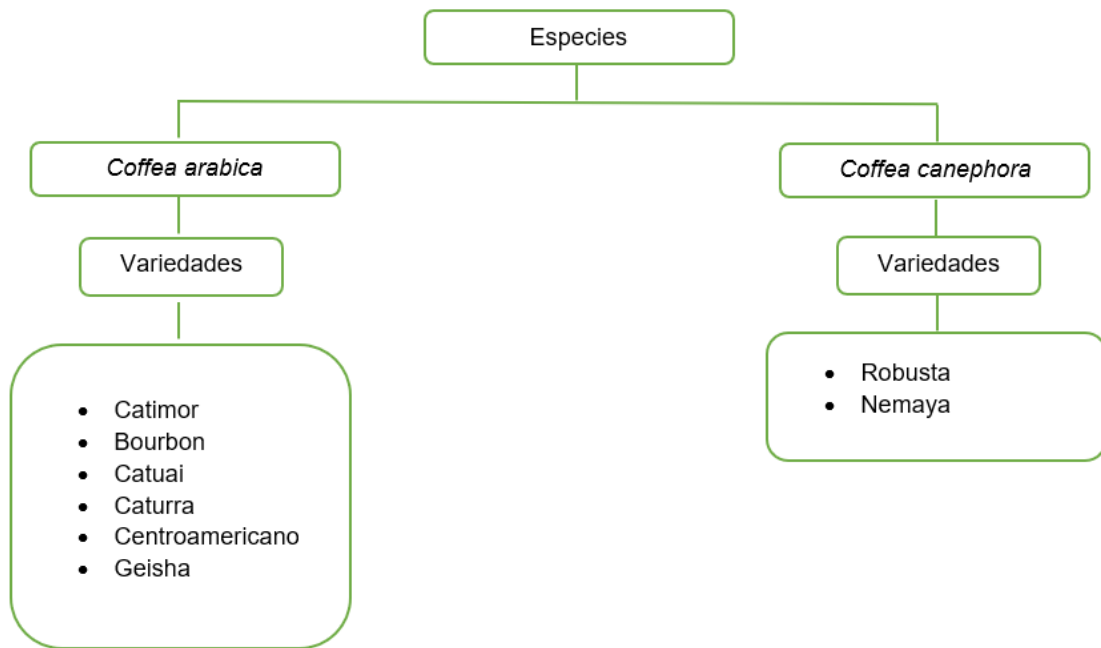 Especies
Coffea arabica
Coffea canephora
Variedades
Variedades
• Catimor
• Bourbon
• Catuai
• Caturra
• Centroamericano
• Geisha
• Robusta
• Nemaya